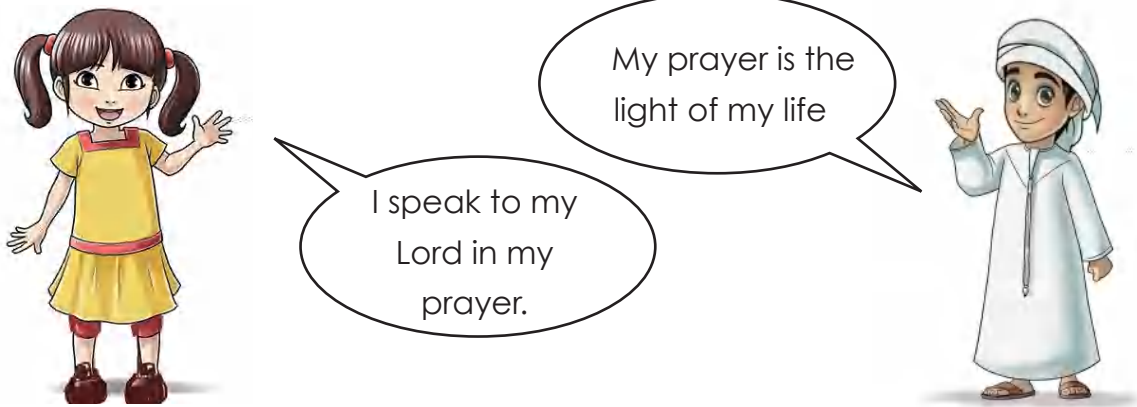 My prayer is the
light of my life
I speak to my
Lord in my
prayer.